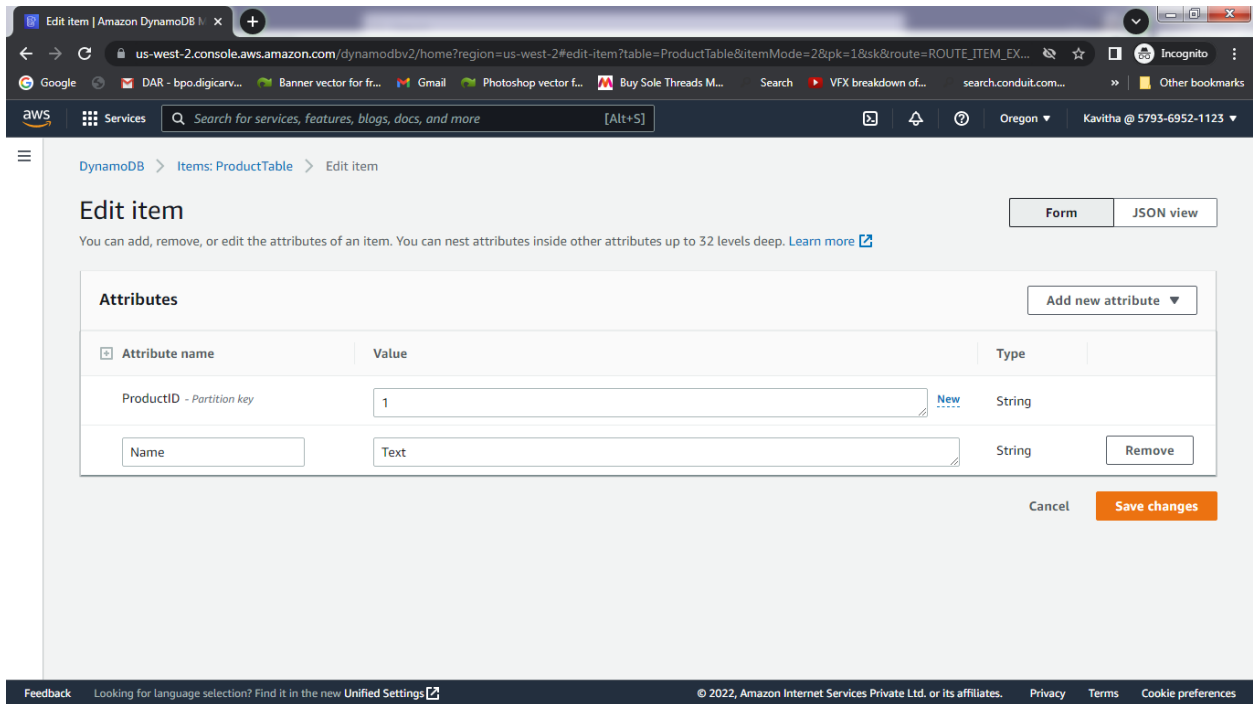 Edit item | Amazon DynamoDB M
us-west-2.console.aws.amazon.com/dynamodbv2/home?region=us-west-2#edit-item?table=ProductTable&itemMode=2&pk=1&sk&route=ROUTE_ITEM_EX... Incognito
Google DAR - bpo.digicarv... Banner vector for fr... Gmail Photoshop vector f... Buy Sole Threads M... Search VFX breakdown of... search.conduit.com... » Other bookmarks
aws Services Search for services, features, blogs, docs, and more [Alt+S] Oregon Kavitha @ 5793-6952-1123
DynamoDB > Items: ProductTable > Edit item
Edit item
Form JSON view
You can add, remove, or edit the attributes of an item. You can nest attributes inside other attributes up to 32 levels deep. Learn more
Attributes Add new attribute
Attribute name Value Type
ProductID - Partition key 1 New String
Name Text String Remove
Cancel Save changes
Feedback Looking for language selection? Find it in the new Unified Settings © 2022, Amazon Internet Services Private Ltd. or its affiliates. Privacy Terms Cookie preferences